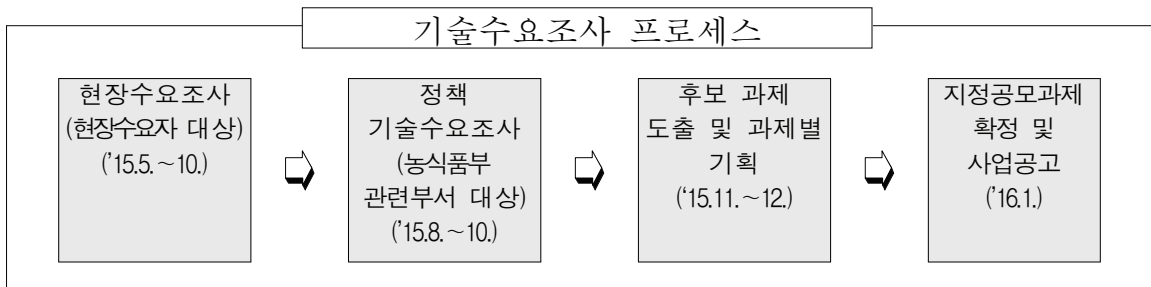 기술수요조사 프로세스
현장수요조사
(현장수요자 대상)
('15.5.~10.)
정책
기술수요조사
(농식품부
관련부서 대상)
('15.8.~10.)
후보 과제
도출 및 과제별
기획
(‘15.11.~12.)
지정공모과제
확정 및
사업공고
('16.1.)